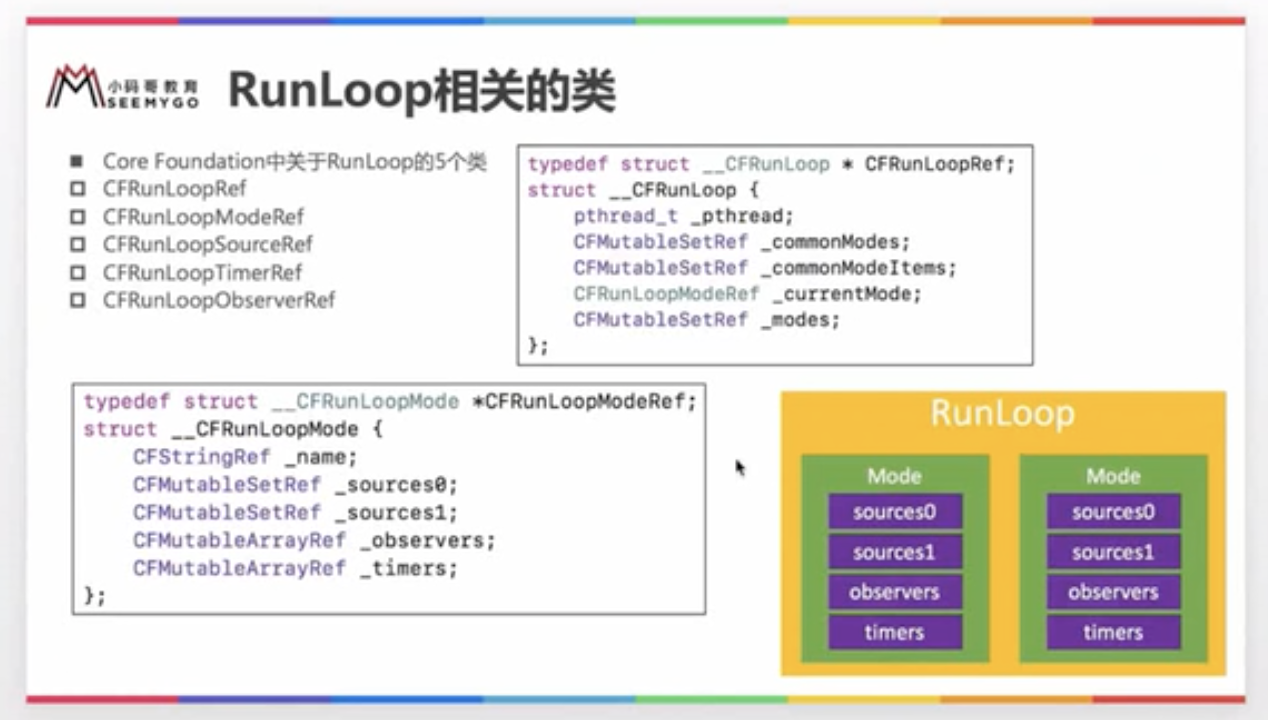 小码哥教育
SEEMYGO
RunLoop相关的类
Core Foundation中关于RunLoop的5个类
CFRunLoopRef
CFRunLoopModeRef
CFRunLoopSourceRef
CFRunLoopTimerRef
CFRunLoopObserverRef
typedef struct __CFRunLoop * CFRunLoopRef;
struct __CFRunLoop {
    pthread_t _pthread;
    CFMutableSetRef _commonModes;
    CFMutableSetRef _commonModeItems;
    CFRunLoopModeRef _currentMode;
    CFMutableSetRef _modes;
};
typedef struct __CFRunLoopMode *CFRunLoopModeRef;
struct __CFRunLoopMode {
    CFStringRef _name;
    CFMutableSetRef _sources0;
    CFMutableSetRef _sources1;
    CFMutableArrayRef _observers;
    CFMutableArrayRef _timers;
};
RunLoop
Mode
sources0
sources1
observers
timers
Mode
sources0
sources1
observers
timers